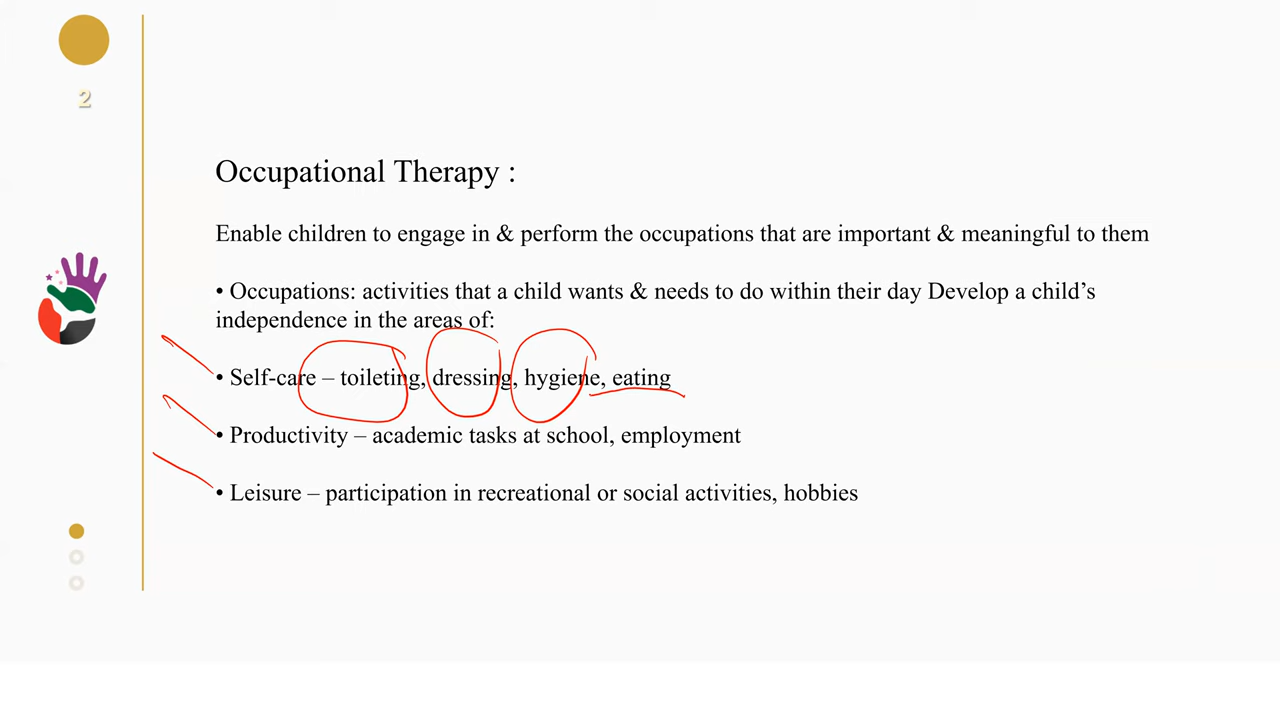 2
Occupational Therapy :
Enable children to engage in & perform the occupations that are important & meaningful to them
• Occupations: activities that a child wants & needs to do within their day Develop a child’s
independence in the areas of:
• Self-care – toileting, dressing, hygiene, eating
• Productivity – academic tasks at school, employment
• Leisure – participation in recreational or social activities, hobbies